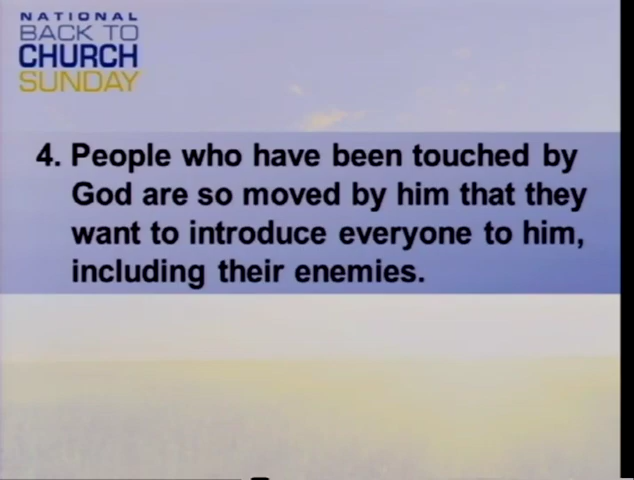 NATIONAL
BACK TO
CHURCH
SUNDAY
4. People who have been touched by
God are so moved by him that they
want to introduce everyone to him,
including their enemies.